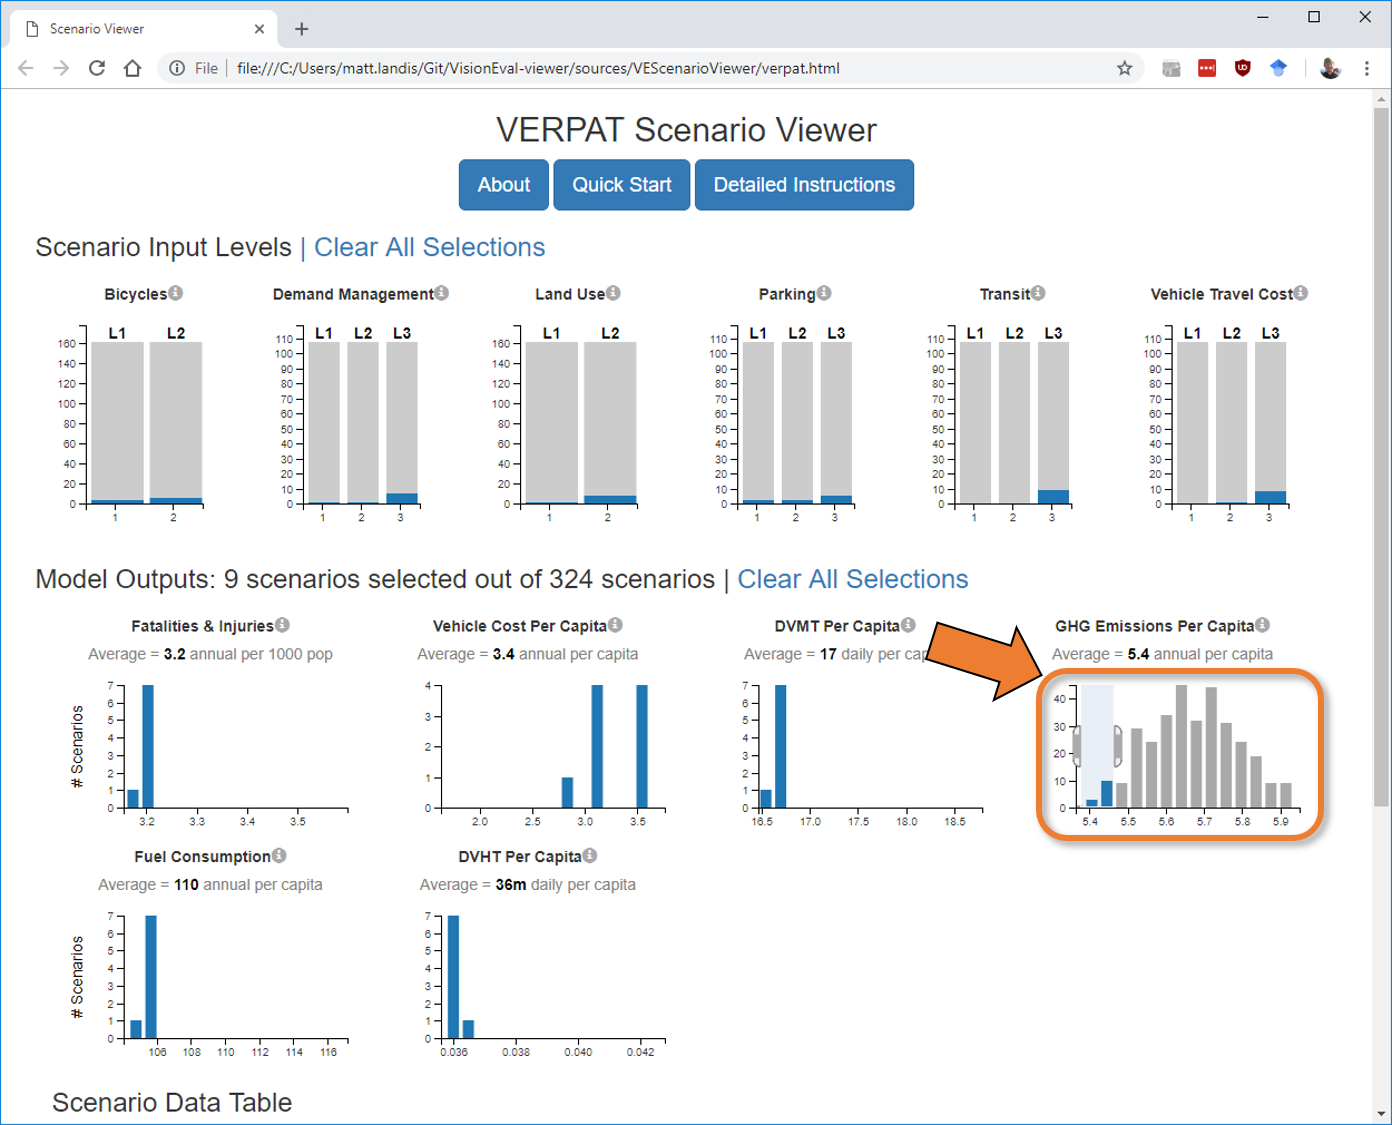 Scenario Viewer
File file:///C:/Users/matt.landis/Git/VisionEval-viewer/sources/VEScenarioViewer/verpat.html
VERPAT Scenario Viewer
About Quick Start Detailed Instructions
Scenario Input Levels | Clear All Selections
Bicycles Demand Management Land Use Parking Transit Vehicle Travel Cost
L1 L2 L1 L2 L3 L1 L2 L1 L2 L3 L1 L2 L3 L1 L2 L3
160 110 160 110 110 110
140 100 140 100 100 100
120 90 120 90 90 90
100 80 100 80 80 80
80 70 80 70 70 70
60 60 60 60 60 60
40 50 40 50 50 50
20 40 20 40 40 40
0 30 0 30 30 30
20 20 20 20
10 10 10 10
0 0 0 0
1 2 1 2 3 1 2 1 2 3 1 2 3 1 2 3
Model Outputs: 9 scenarios selected out of 324 scenarios | Clear All Selections
Fatalities & Injuries Vehicle Cost Per Capita DVMT Per Capita GHG Emissions Per Capita
Average = 3.2 annual per 1000 pop Average = 3.4 annual per capita Average = 17 daily per cap Average = 5.4 annual per capita
# Scenarios
7 4 7 40
6 3 6 30
5 2 5 20
4 1 4 10
3 0 3 0
2 2
1 1
0 0
3.2 3.3 3.4 3.5 2.0 2.5 3.0 3.5 16.5 17.0 17.5 18.0 18.5 5.4 5.5 5.6 5.7 5.8 5.9
Fuel Consumption DVHT Per Capita
Average = 110 annual per capita Average = 36m daily per capita
# Scenarios
7 7
6 6
5 5
4 4
3 3
2 2
1 1
0 0
106 108 110 112 114 116 0.036 0.038 0.040 0.042
Scenario Data Table